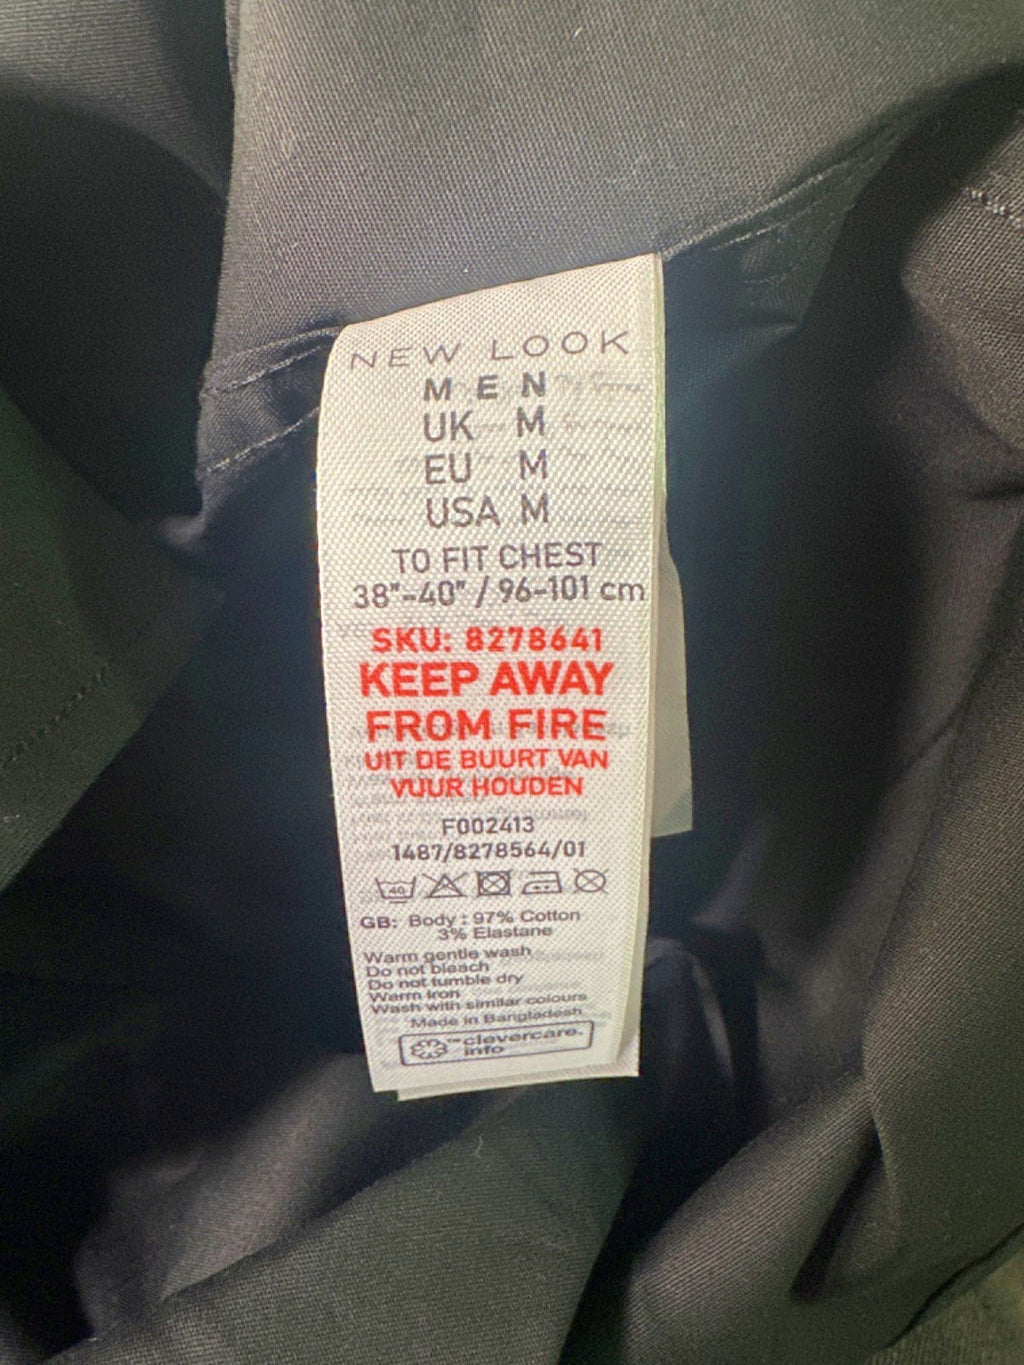 NEW LOOK
MEN
UK M
EU M
USA M
TO FIT CHEST
38"-40" / 96-101 cm
SKU: 8278641
KEEP AWAY
FROM FIRE
UIT DE BUURT VAN
VUUR HOUDEN
F002413
1487/8278564/01
40
GB: Body : 97% Cotton
3% Elastane
Warm gentle wash
Do not bleach
Do not tumble dry
Warm iron
Wash with similar colours
Made in Bangladesh
™clevercare.
info